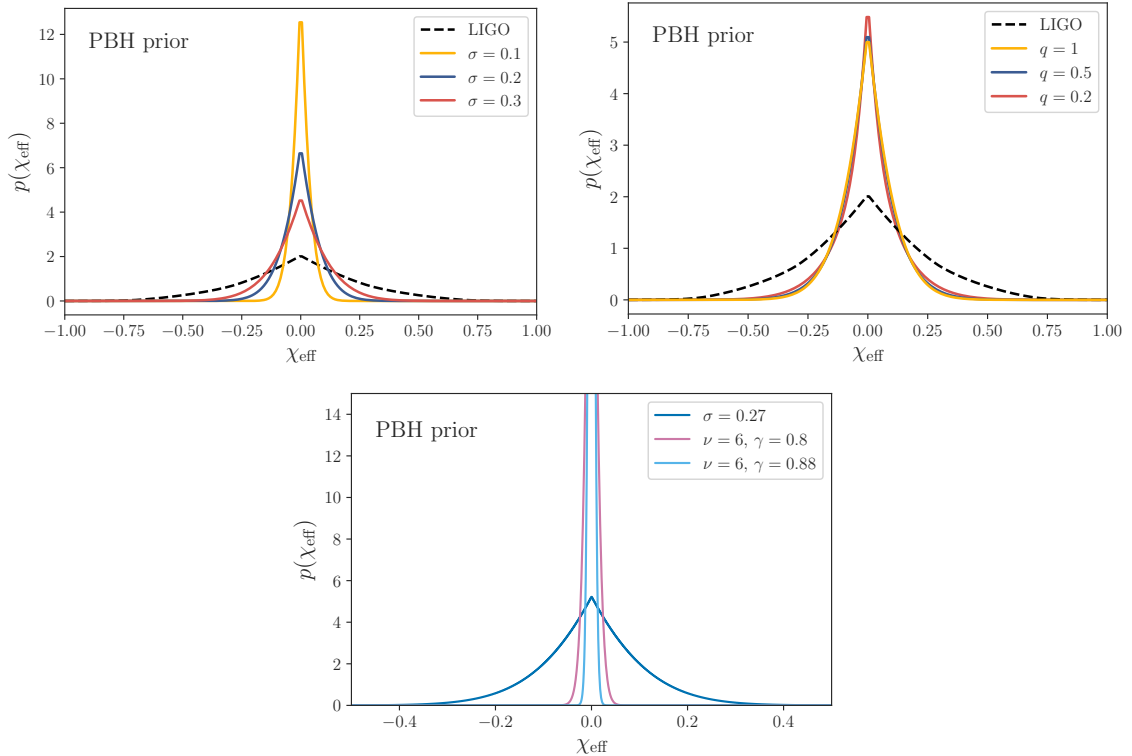 PBH prior
LIGO
σ = 0.1
σ = 0.2
σ = 0.3
p(χeff)
12
10
8
6
4
2
0
−1.00 −0.75 −0.50 −0.25 0.00 0.25 0.50 0.75 1.00
χeff
PBH prior
LIGO
q = 1
q = 0.5
q = 0.2
p(χeff)
5
4
3
2
1
0
−1.00 −0.75 −0.50 −0.25 0.00 0.25 0.50 0.75 1.00
χeff
PBH prior
σ = 0.27
ν = 6, γ = 0.8
ν = 6, γ = 0.88
p(χeff)
14
12
10
8
6
4
2
0
−0.4 −0.2 0.0 0.2 0.4
χeff